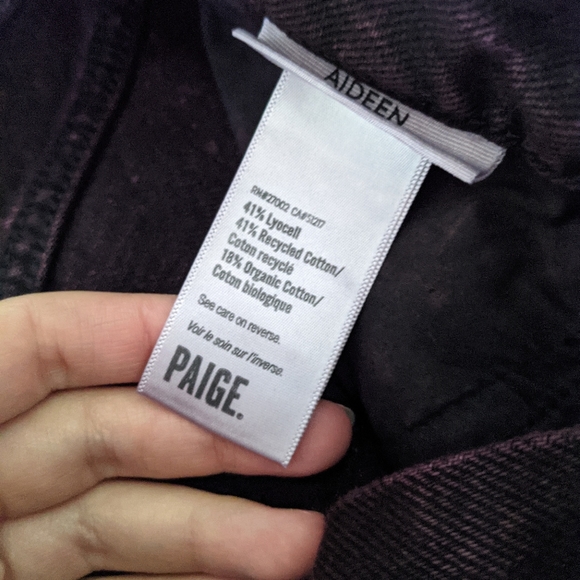 AIDEEN
RN#27002 CA#51217
41% Lyocell
41% Recycled Cotton/
Coton recyclé
18% Organic Cotton/
Coton biologique
See care on reverse.
Voir le soin sur l'inverse.
PAIGE.